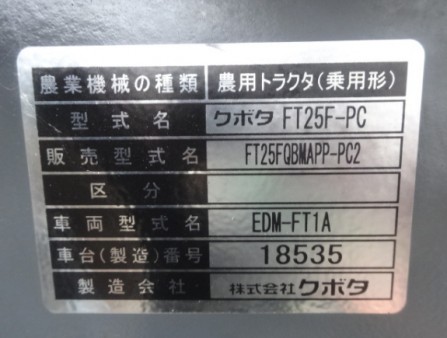 農業機械の種類 農用トラクタ(乗用形)
型式名 クボタ FT25F-PC
販売型式名 FT25FQBMAPP-PC2
区分
車両型式名 EDM-FT1A
車台(製造)番号 18535
製造会社 株式会社クボタ